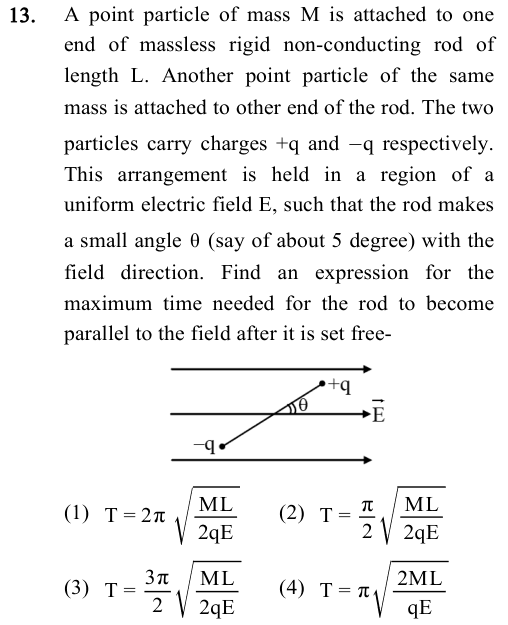 13. A point particle of mass M is attached to one
end of massless rigid non-conducting rod of
length L. Another point particle of the same
mass is attached to other end of the rod. The two
particles carry charges +q and −q respectively.
This arrangement is held in a region of a
uniform electric field E, such that the rod makes
a small angle θ (say of about 5 degree) with the
field direction. Find an expression for the
maximum time needed for the rod to become
parallel to the field after it is set free-
+q
θ
E⃗
−q
(1) T = 2π √(ML/2qE) (2) T = π/2 √(ML/2qE)
(3) T = 3π/2 √(ML/2qE) (4) T = π √(2ML/qE)